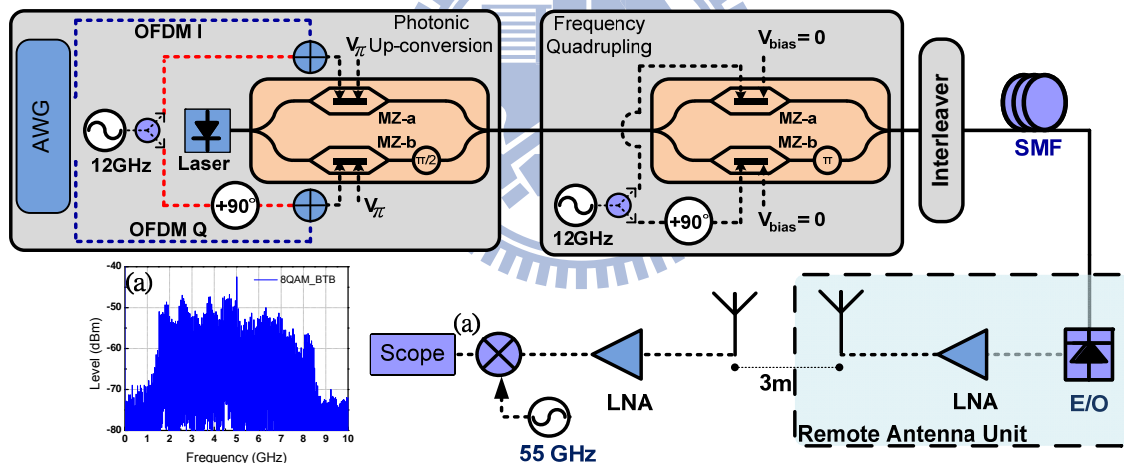 OFDM I
Photonic
Up-conversion
Vπ
AWG
12GHz
Laser
MZ-a
MZ-b
π/2
+90°
Vπ
OFDM Q
Frequency
Quadrupling
Vbias= 0
MZ-a
MZ-b
π
12GHz
+90°
Vbias= 0
Interleaver
SMF
(a)
8QAM_BTB
Level (dBm)
-40
-50
-60
-70
-80
0 1 2 3 4 5 6 7 8 9 10
Frequency (GHz)
Scope
(a)
55 GHz
LNA
3m
LNA
E/O
Remote Antenna Unit